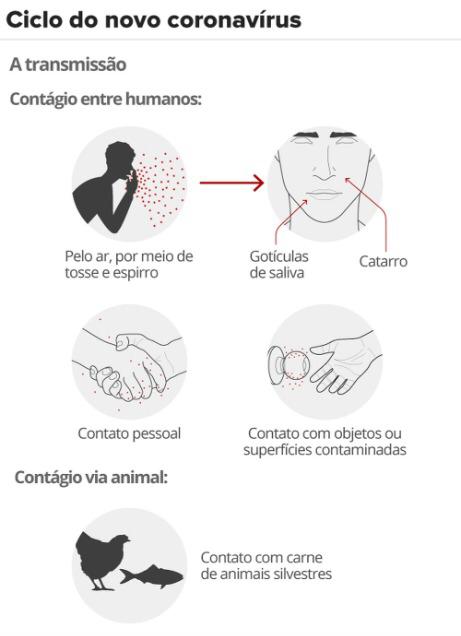 Ciclo do novo coronavírus
A transmissão
Contágio entre humanos:
Pelo ar, por meio de
tosse e espirro
Gotículas
de saliva
Catarro
Contato pessoal
Contato com objetos ou
superfícies contaminadas
Contágio via animal:
Contato com carne
de animais silvestres